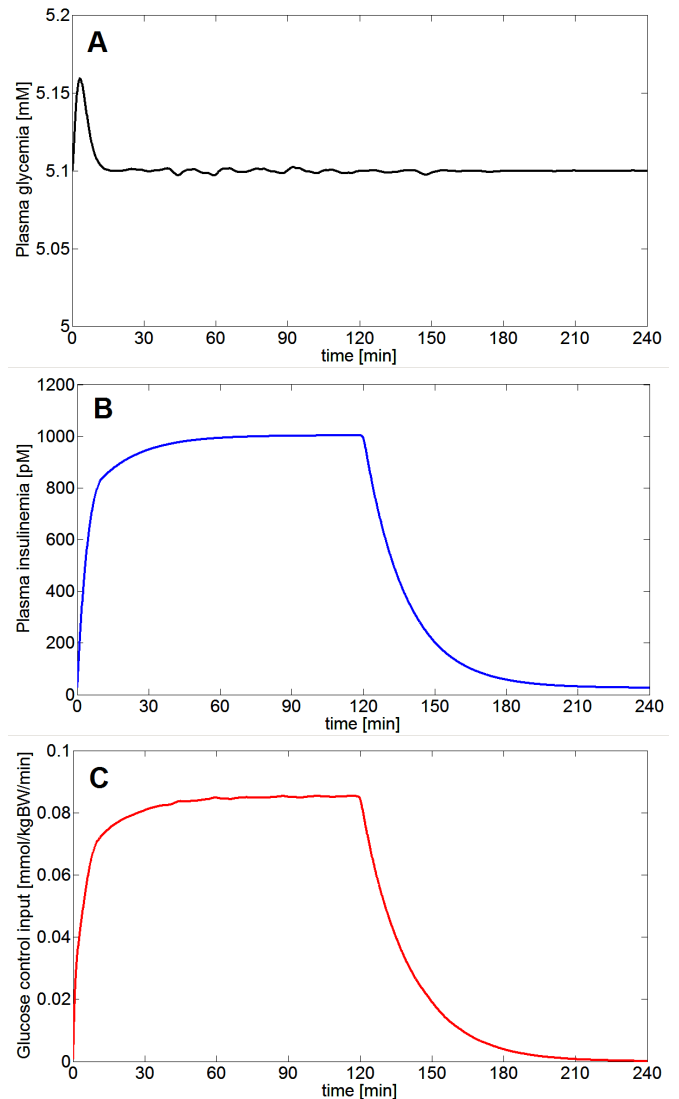 A
Plasma glycemia [mM]
5.2
5.15
5.1
5.05
5
0 30 60 90 120 150 180 210 240
time [min]
B
Plasma insulinemia [pM]
1200
1000
800
600
400
200
0
0 30 60 90 120 150 180 210 240
time [min]
C
Glucose control input [mmol/kgBW/min]
0.1
0.08
0.06
0.04
0.02
0
0 30 60 90 120 150 180 210 240
time [min]